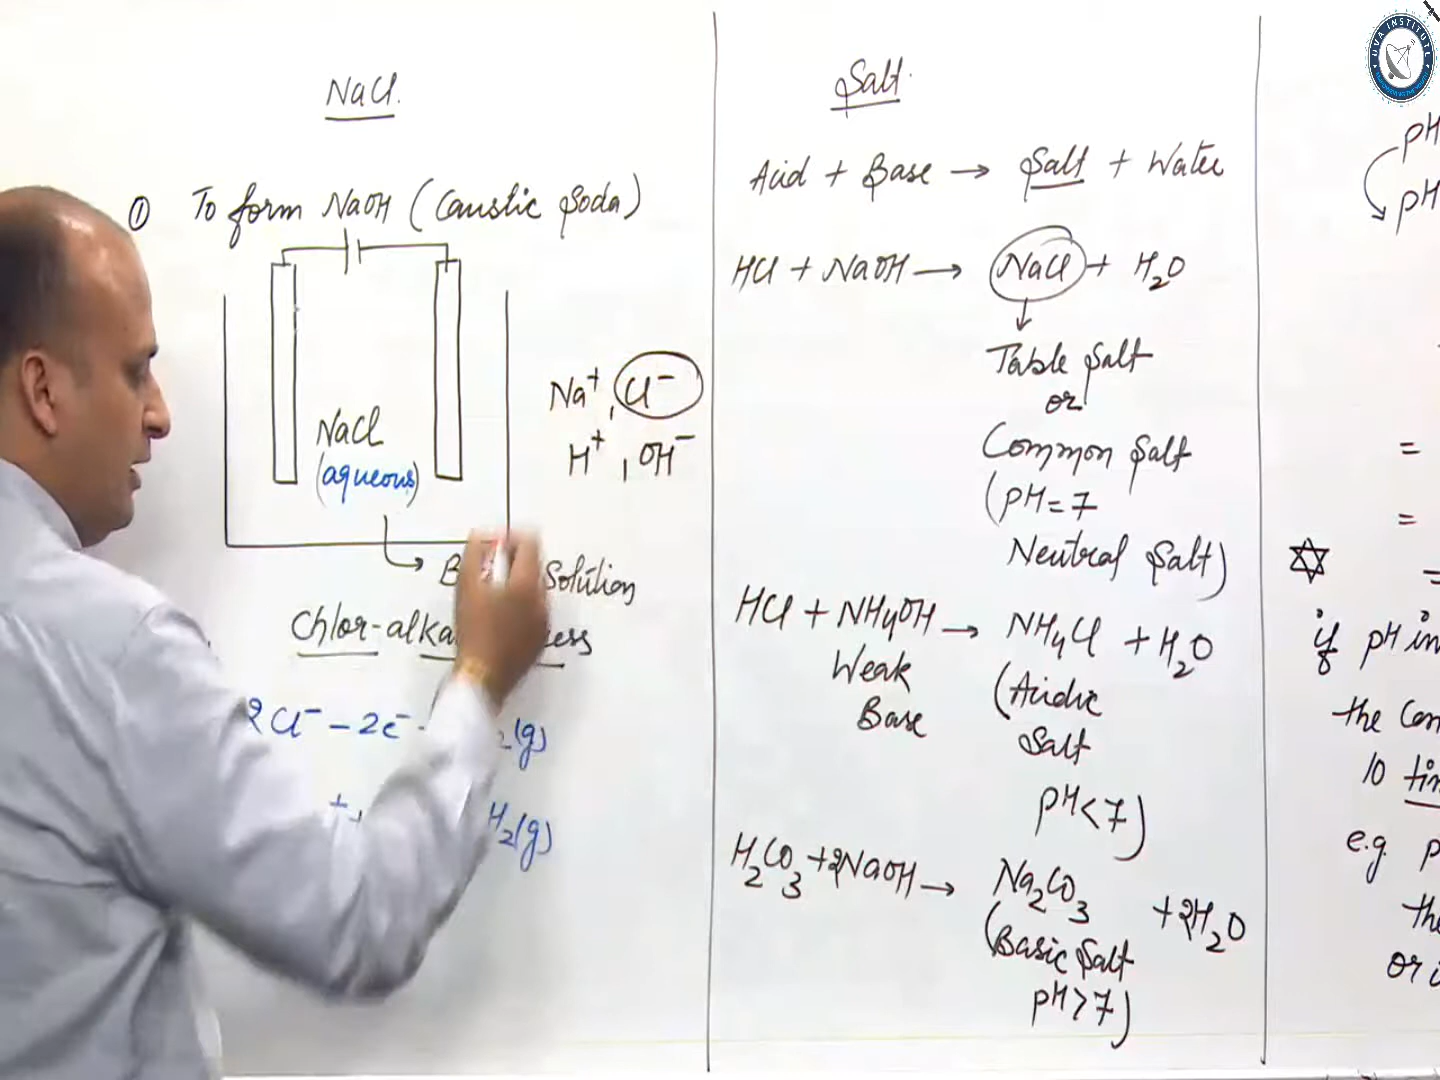 NaCl.
① To form NaOH (Caustic Soda)
NaCl
(aqueous)
Na⁺, Cl⁻
H⁺, OH⁻
Solution
Chlor-alka
2Cl⁻ - 2e⁻
(g)
H₂(g)
Salt.
Acid + Base → Salt + Water
HCl + NaOH → NaCl + H₂O
↓
Table Salt
or
Common Salt
(pH = 7
Neutral Salt)
HCl + NH₄OH → NH₄Cl + H₂O
Weak
Base
(Acidic
Salt
pH < 7)
H₂CO₃ + 2NaOH → Na₂CO₃ + 2H₂O
(Basic Salt
pH > 7)
pH
pH
=
=
if pH in
the con
10 tim
e.g. p
the
or i
UVA INSTITUTE